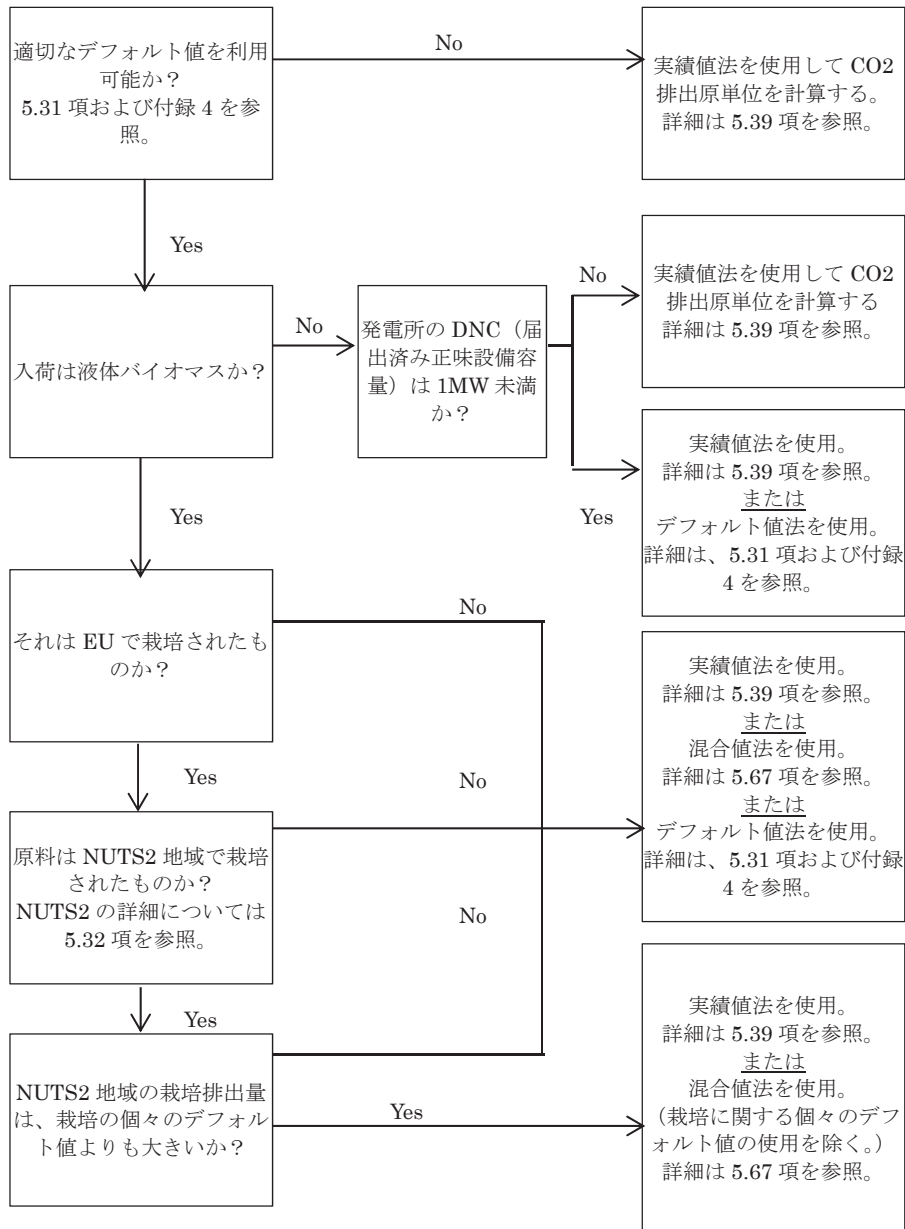 適切なデフォルト値を利用
可能か？
5.31 項および付録 4 を参
照。
No
実績値法を使用して CO2
排出原単位を計算する。
詳細は 5.39 項を参照。
Yes
入荷は液体バイオマスか？
No
発電所の DNC（届
出済み正味設備容
量）は 1MW 未満
か？
No
実績値法を使用して CO2
排出原単位を計算する
詳細は 5.39 項を参照。
Yes
実績値法を使用。
詳細は 5.39 項を参照。
または
デフォルト値法を使用。
詳細は、5.31 項および付録
4 を参照。
Yes
それは EU で栽培されたも
のか？
No
Yes
原料は NUTS2 地域で栽培
されたものか？
NUTS2 の詳細については
5.32 項を参照。
No
No
実績値法を使用。
詳細は 5.39 項を参照。
または
混合値法を使用。
詳細は 5.67 項を参照。
または
デフォルト値法を使用。
詳細は、5.31 項および付録
4 を参照。
Yes
NUTS2 地域の栽培排出量
は、栽培の個々のデフォル
ト値よりも大きいか？
Yes
実績値法を使用。
詳細は 5.39 項を参照。
または
混合値法を使用。
（栽培に関する個々のデフ
ォルト値の使用を除く。）
詳細は 5.67 項を参照。